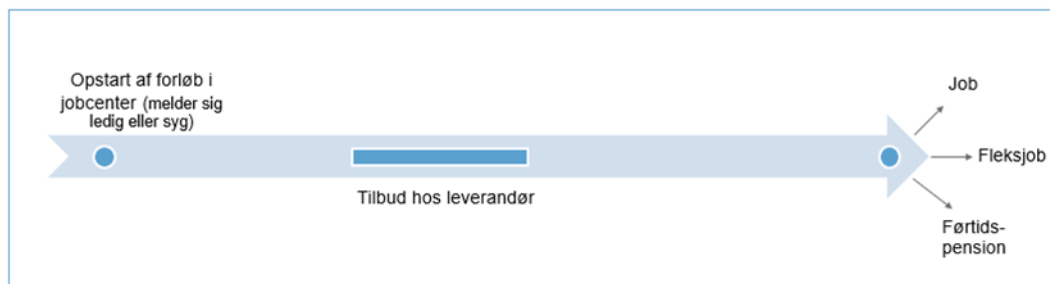 Opstart af forløb i
jobcenter (melder sig
ledig eller syg)
Tilbud hos leverandør
Job
Fleksjob
Førtids-
pension